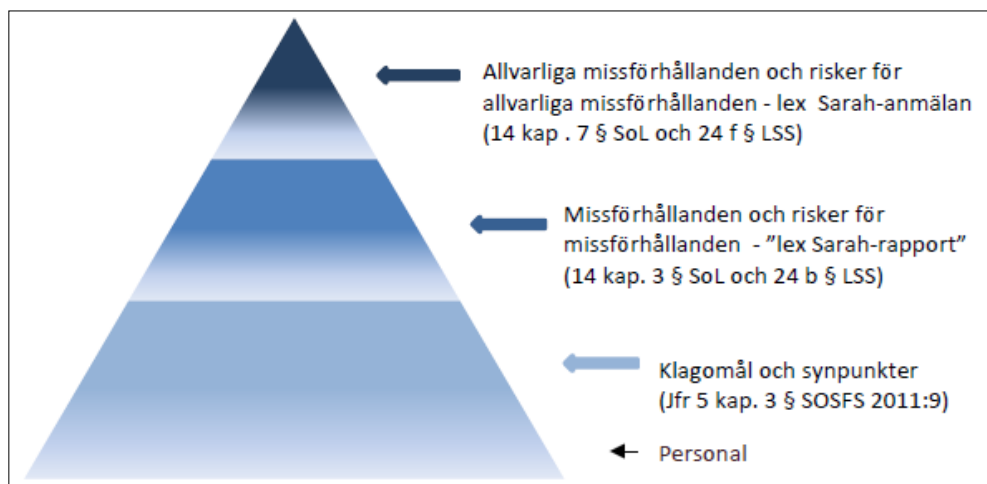 Allvarliga missförhållanden och risker för
allvarliga missförhållanden - lex Sarah-anmälan
(14 kap . 7 § SoL och 24 f § LSS)
Missförhållanden och risker för
missförhållanden - ”lex Sarah-rapport”
(14 kap. 3 § SoL och 24 b § LSS)
Klagomål och synpunkter
(Jfr 5 kap. 3 § SOSFS 2011:9)
Personal